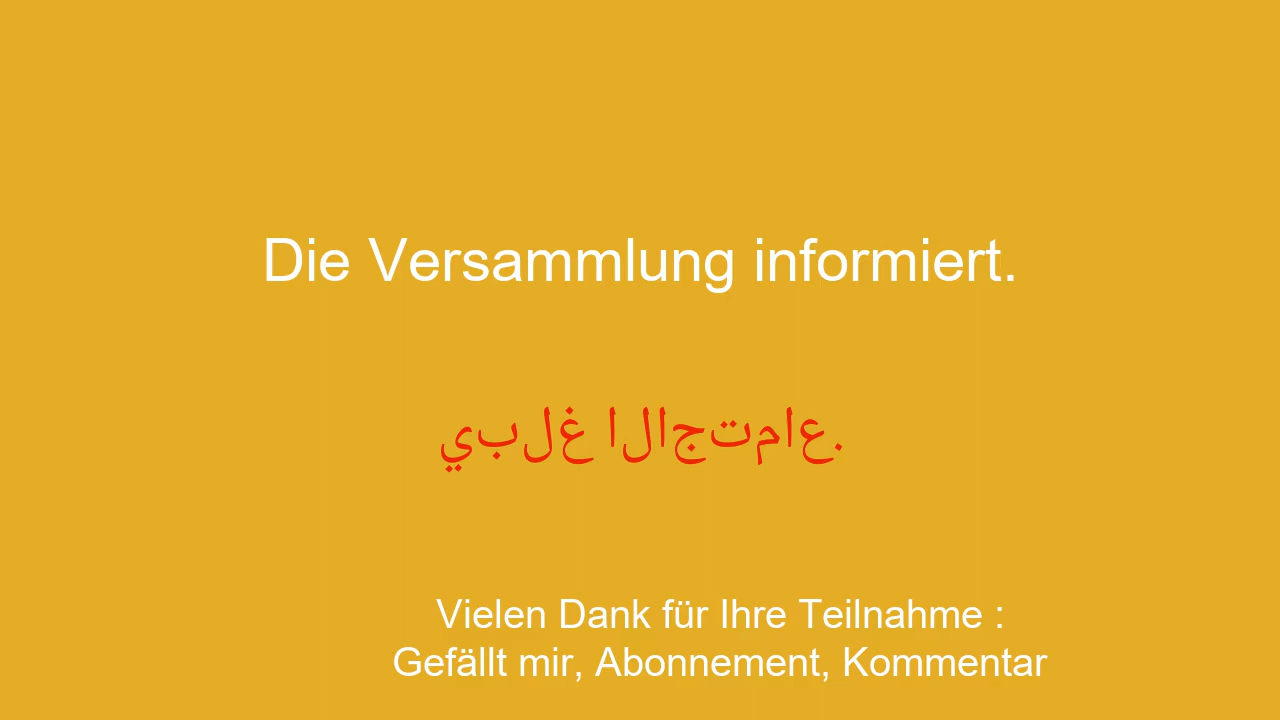 Die Versammlung informiert.
يبلغ الاجتماع.
Vielen Dank für Ihre Teilnahme :
Gefällt mir, Abonnement, Kommentar